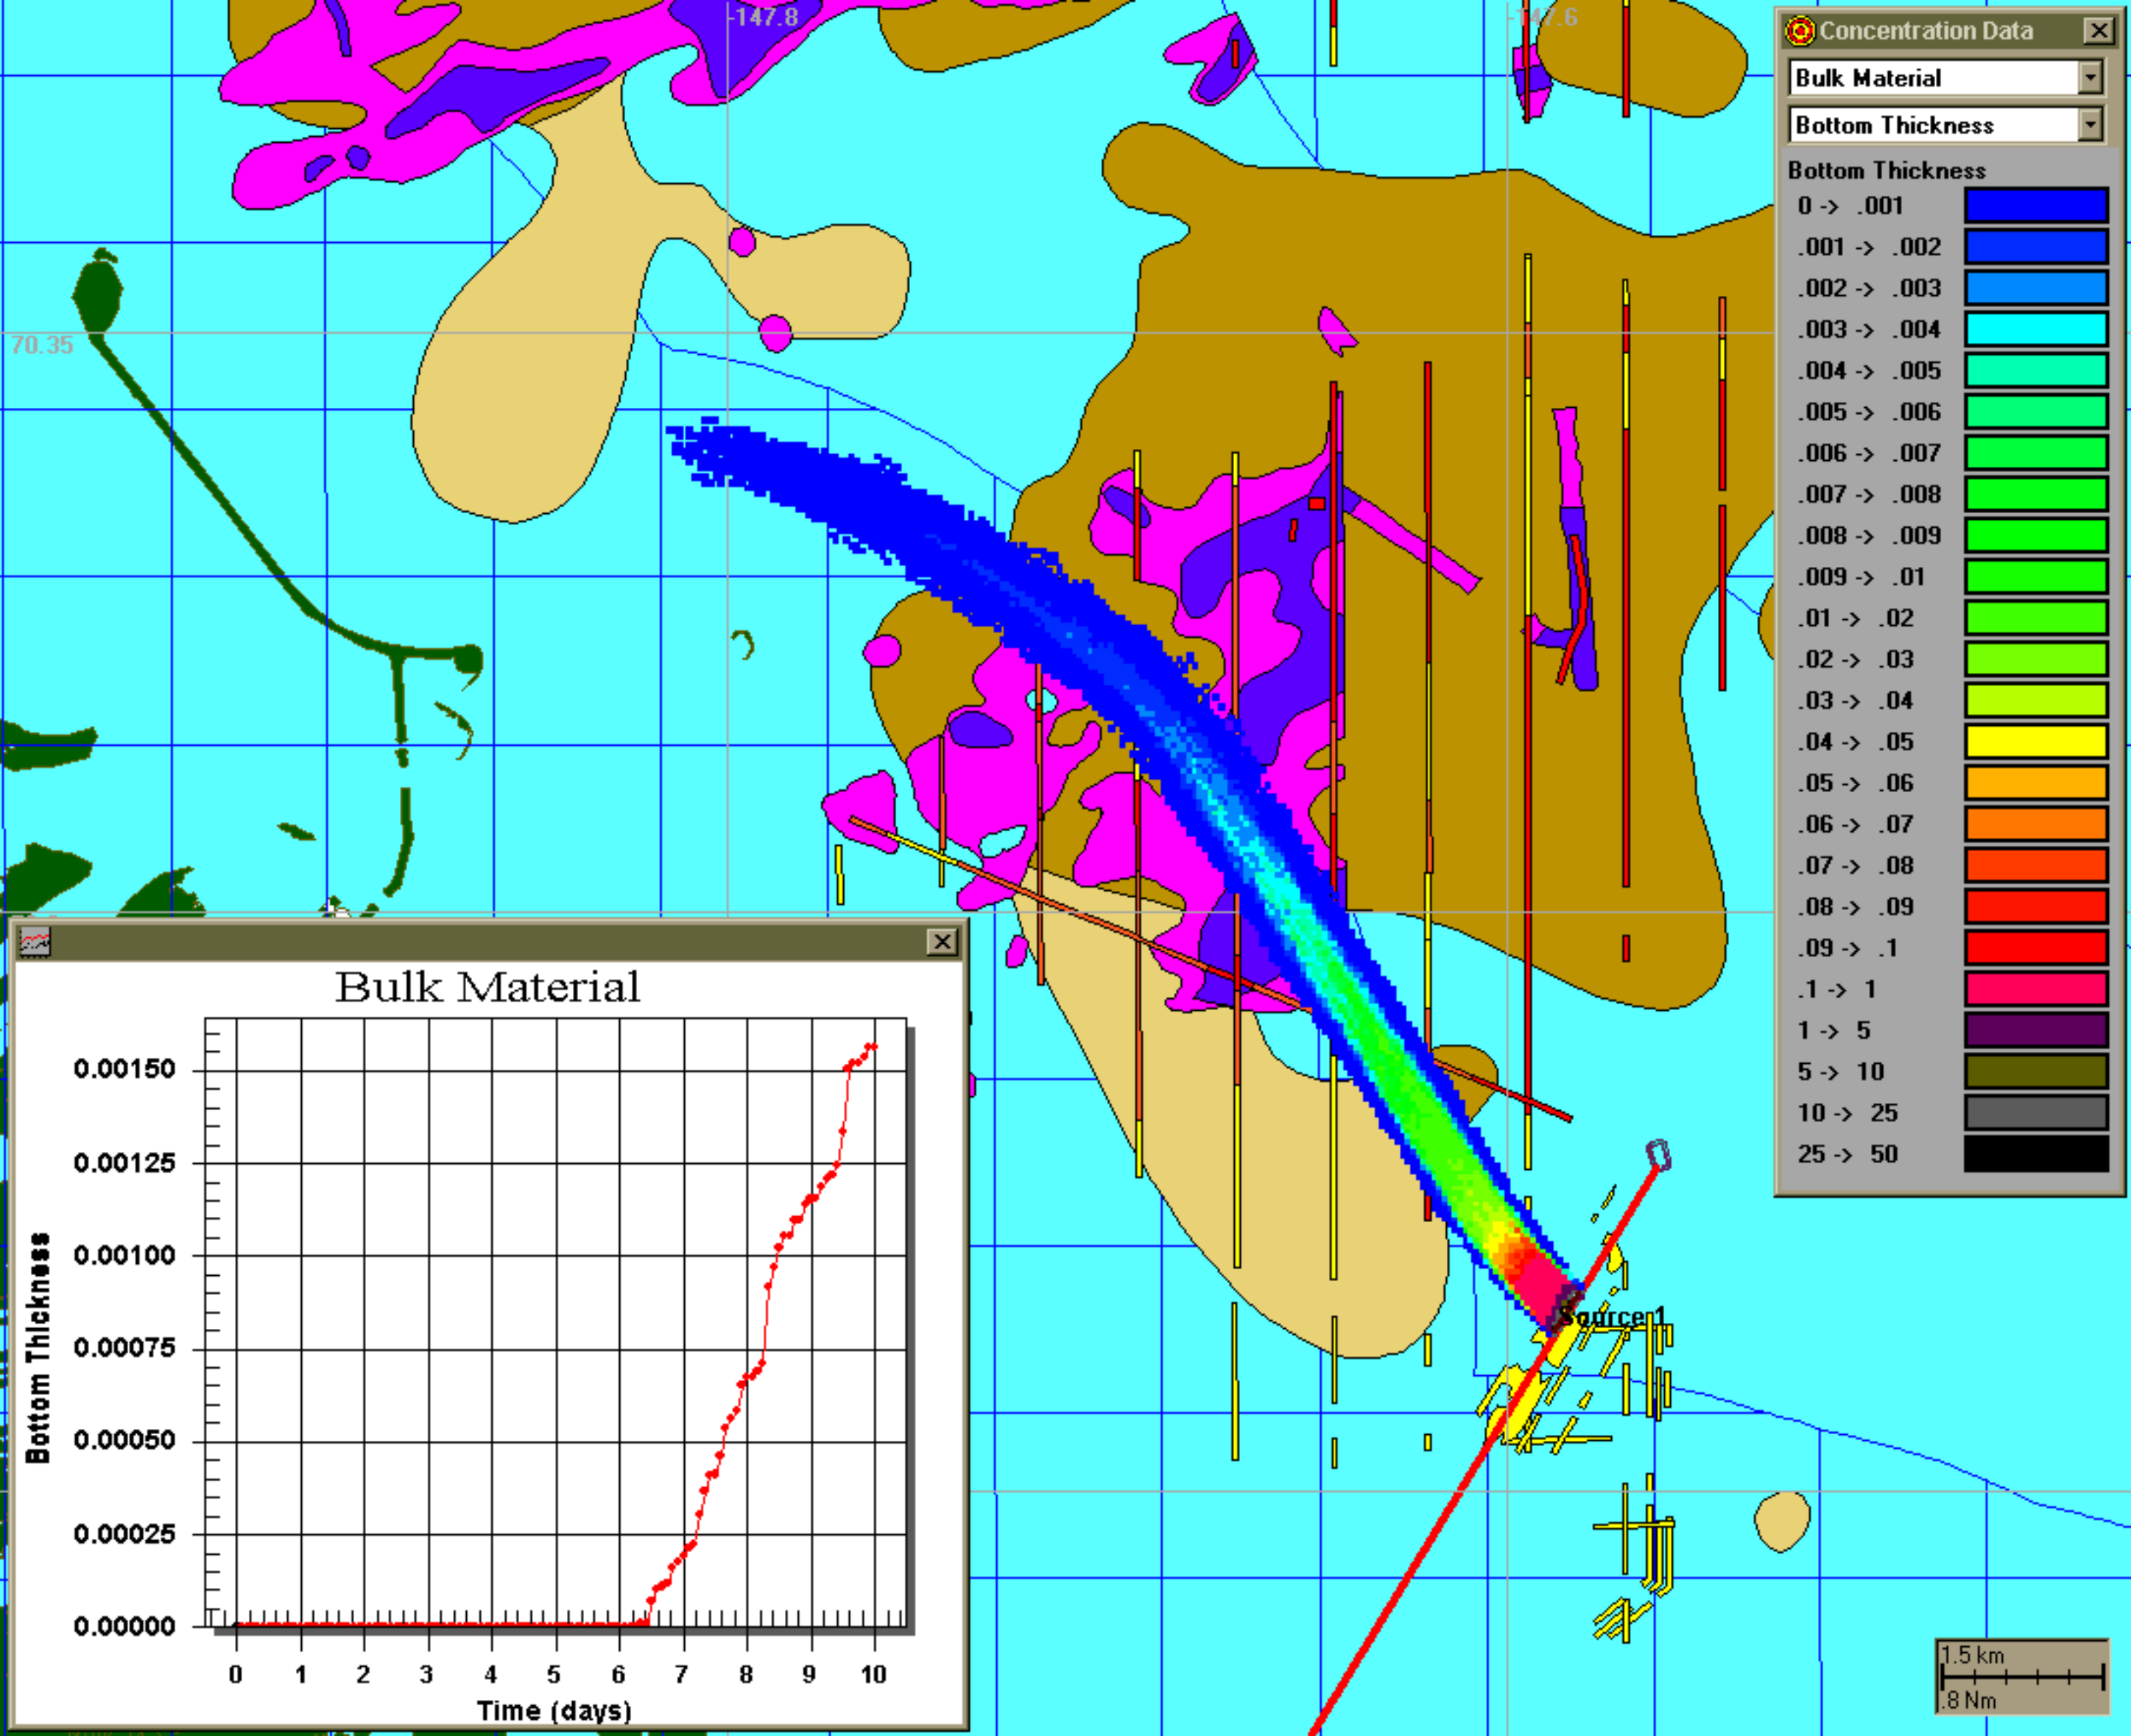 -147.8
-147.6
70.35
Concentration Data
Bulk Material
Bottom Thickness
Bottom Thickness
0 -> .001
.001 -> .002
.002 -> .003
.003 -> .004
.004 -> .005
.005 -> .006
.006 -> .007
.007 -> .008
.008 -> .009
.009 -> .01
.01 -> .02
.02 -> .03
.03 -> .04
.04 -> .05
.05 -> .06
.06 -> .07
.07 -> .08
.08 -> .09
.09 -> .1
.1 -> 1
1 -> 5
5 -> 10
10 -> 25
25 -> 50
Source 1
Bulk Material
Bottom Thickness
0.00150
0.00125
0.00100
0.00075
0.00050
0.00025
0.00000
0 1 2 3 4 5 6 7 8 9 10
Time (days)
1.5 km
.8 Nm